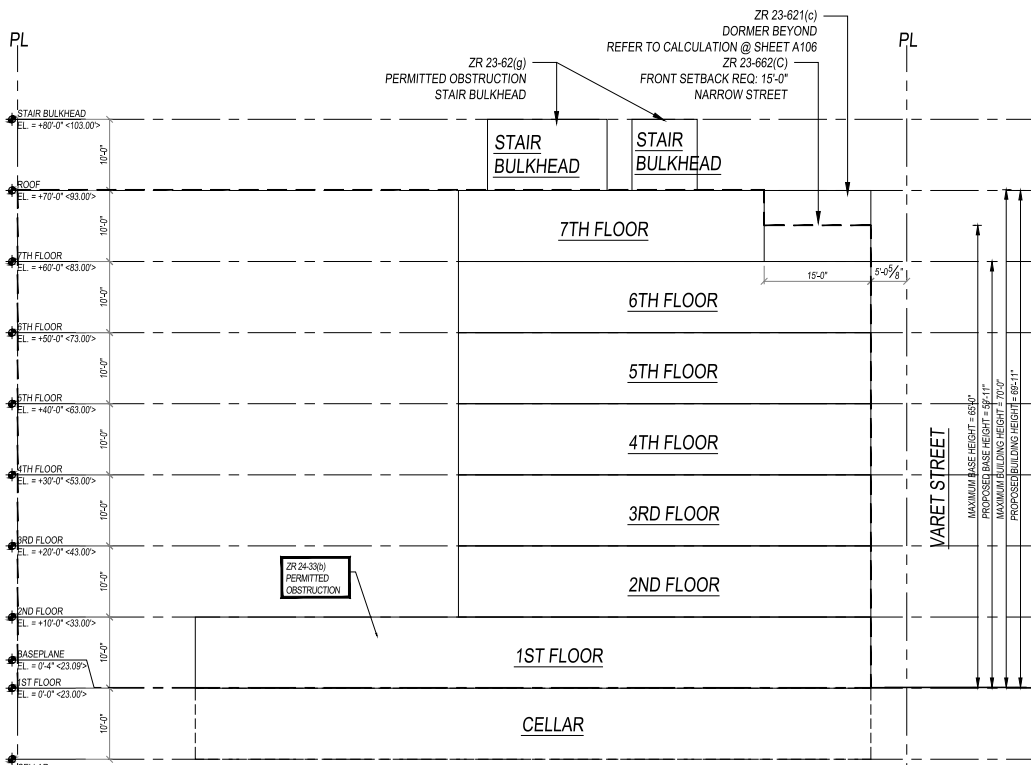 ZR 23-621(c)
DORMER BEYOND
REFER TO CALCULATION @ SHEET A106
PL
PL
ZR 23-62(g)
PERMITTED OBSTRUCTION
STAIR BULKHEAD
ZR 23-662(C)
FRONT SETBACK REQ: 15'-0"
NARROW STREET
STAIR BULKHEAD
EL. = +80'-0" <103.00'>
10'-0"
STAIR
BULKHEAD
STAIR
BULKHEAD
ROOF
EL. = +70'-0" <93.00'>
10'-0"
7TH FLOOR
7TH FLOOR
EL. = +60'-0" <83.00'>
15'-0"
5'-0 5/8"
10'-0"
6TH FLOOR
6TH FLOOR
EL. = +50'-0" <73.00'>
10'-0"
5TH FLOOR
5TH FLOOR
EL. = +40'-0" <63.00'>
10'-0"
4TH FLOOR
4TH FLOOR
EL. = +30'-0" <53.00'>
10'-0"
3RD FLOOR
3RD FLOOR
EL. = +20'-0" <43.00'>
10'-0"
ZR 24-33(b)
PERMITTED
OBSTRUCTION
2ND FLOOR
2ND FLOOR
EL. = +10'-0" <33.00'>
10'-0"
1ST FLOOR
BASEPLANE
EL. = 0'-4" <23.09'>
1ST FLOOR
EL. = 0'-0" <23.00'>
10'-0"
CELLAR
VARET STREET
MAXIMUM BASE HEIGHT = 65'-0"
PROPOSED BASE HEIGHT = 59'-11"
MAXIMUM BUILDING HEIGHT = 70'-0"
PROPOSED BUILDING HEIGHT = 69'-11"